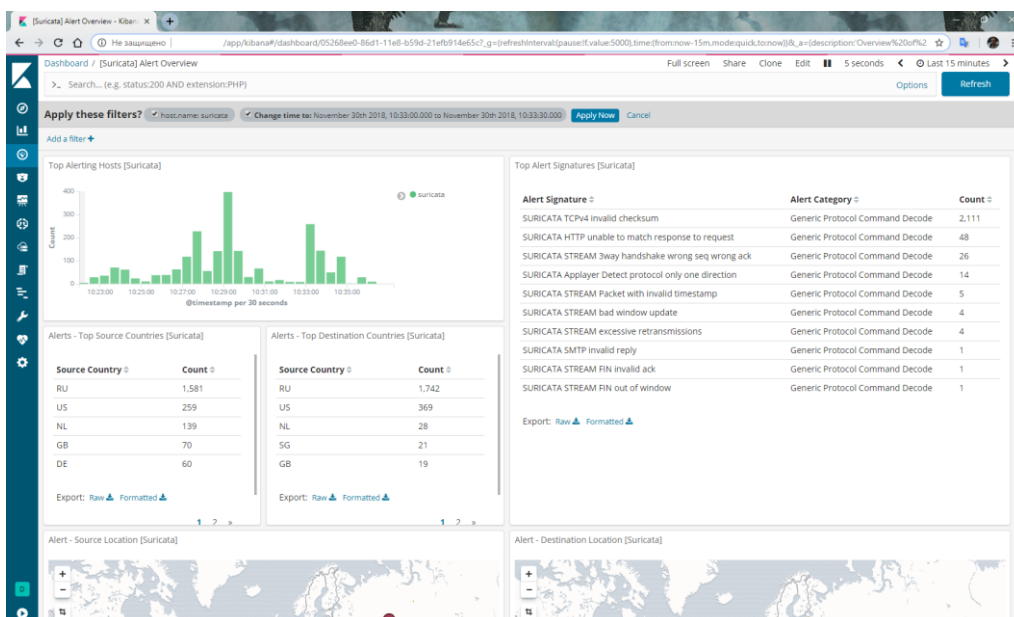 [Suricata] Alert Overview - Kiban
Не защищено
/app/kibana#/dashboard/05268ee0-86d1-11e8-b59d-21efb914e65c?_g=(refreshInterval:(pause:!f,value:5000),time:(from:now-15m,mode:quick,to:now))&_a=(description:'Overview%20of%2
Dashboard / [Suricata] Alert Overview
Full screen Share Clone Edit 5 seconds Last 15 minutes
>_ Search... (e.g. status:200 AND extension:PHP)
Options
Refresh
Apply these filters? host.name: suricata Change time to: November 30th 2018, 10:33:00.000 to November 30th 2018, 10:33:30.000 Apply Now Cancel
Add a filter +
Top Alerting Hosts [Suricata]
400
300
200
100
0
Count
10:23:00 10:25:00 10:27:00 10:29:00 10:31:00 10:33:00 10:35:00
@timestamp per 30 seconds
suricata
Top Alert Signatures [Suricata]
Alert Signature Alert Category Count
SURICATA TCPv4 invalid checksum Generic Protocol Command Decode 2,111
SURICATA HTTP unable to match response to request Generic Protocol Command Decode 48
SURICATA STREAM 3way handshake wrong seq wrong ack Generic Protocol Command Decode 26
SURICATA Applayer Detect protocol only one direction Generic Protocol Command Decode 14
SURICATA STREAM Packet with invalid timestamp Generic Protocol Command Decode 5
SURICATA STREAM bad window update Generic Protocol Command Decode 4
SURICATA STREAM excessive retransmissions Generic Protocol Command Decode 4
SURICATA SMTP invalid reply Generic Protocol Command Decode 1
SURICATA STREAM FIN invalid ack Generic Protocol Command Decode 1
SURICATA STREAM FIN out of window Generic Protocol Command Decode 1
Export: Raw Formatted
Alerts - Top Source Countries [Suricata]
Source Country Count
RU 1,581
US 259
NL 139
GB 70
DE 60
Export: Raw Formatted
1 2 »
Alerts - Top Destination Countries [Suricata]
Source Country Count
RU 1,742
US 369
NL 28
SG 21
GB 19
Export: Raw Formatted
1 2 »
Alert - Source Location [Suricata]
+
−
Alert - Destination Location [Suricata]
+
−
D